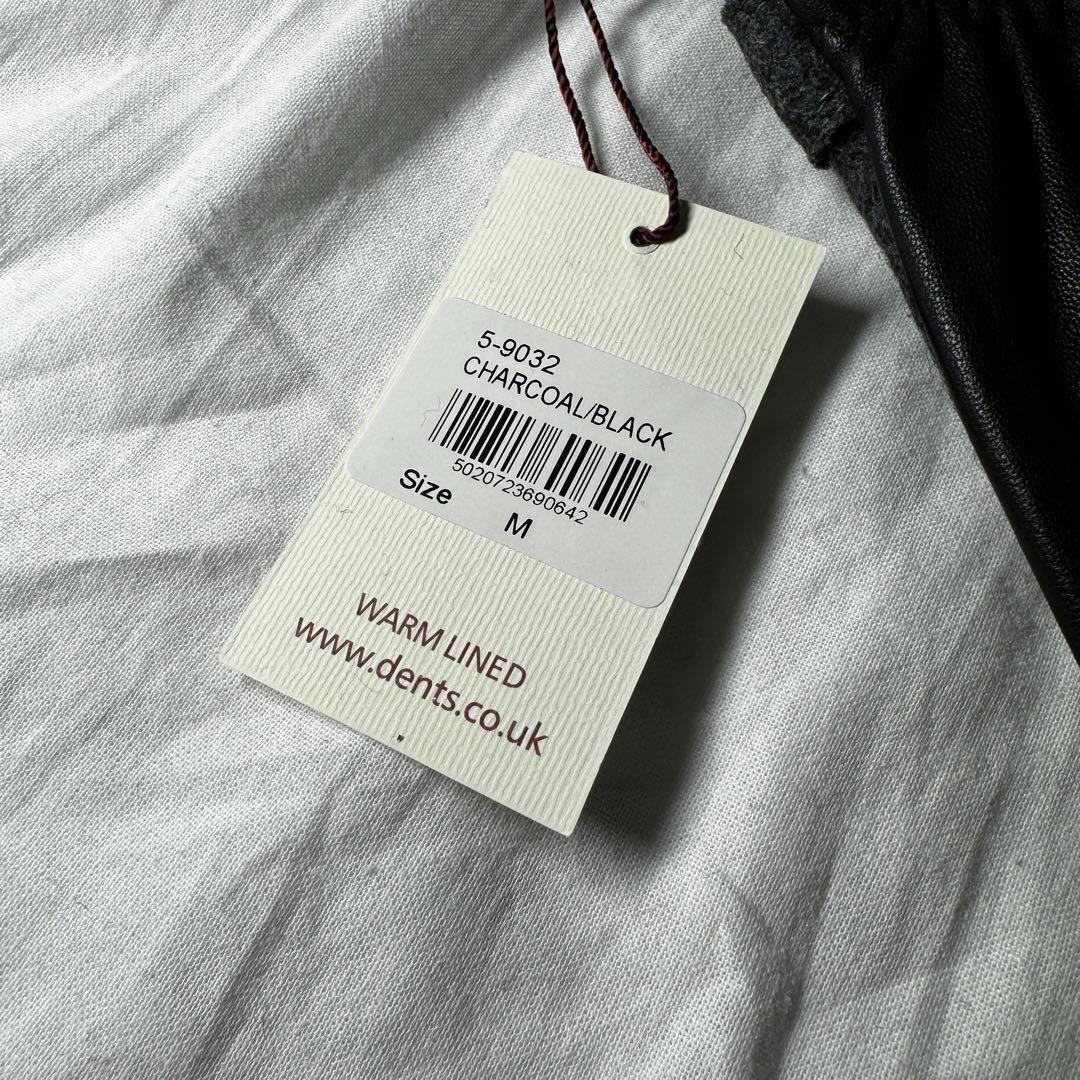 5-9032
CHARCOAL/BLACK
5020723690642
Size
M
WARM LINED
www.dents.co.uk